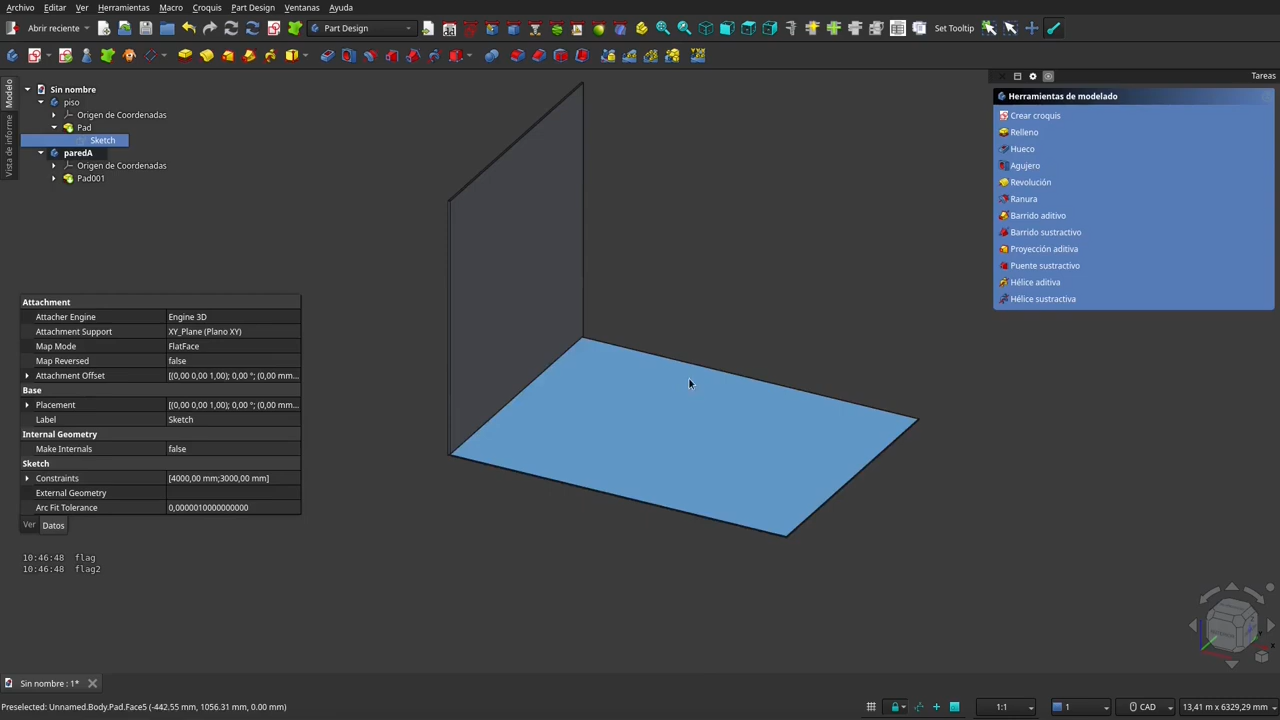 Archivo Editar Ver Herramientas Macro Croquis Part Design Ventanas Ayuda
Abrir reciente Part Design Set Tooltip
Modelo
Vista de informe
Sin nombre
piso
Origen de Coordenadas
Pad
Sketch
paredA
Origen de Coordenadas
Pad001
Tareas
Herramientas de modelado
Crear croquis
Relleno
Hueco
Agujero
Revolución
Ranura
Barrido aditivo
Barrido sustractivo
Proyección aditiva
Puente sustractivo
Hélice aditiva
Hélice sustractiva
Attachment
Attacher Engine Engine 3D
Attachment Support XY_Plane (Plano XY)
Map Mode FlatFace
Map Reversed false
Attachment Offset [(0,00 0,00 1,00); 0,00 °; (0,00 mm...
Base
Placement [(0,00 0,00 1,00); 0,00 °; (0,00 mm...
Label Sketch
Internal Geometry
Make Internals false
Sketch
Constraints [4000,00 mm;3000,00 mm]
External Geometry
Arc Fit Tolerance 0,0000010000000000
Ver Datos
10:46:48 flag
10:46:48 flag2
Sin nombre : 1*
Preselected: Unnamed.Body.Pad.Face5 (-442.55 mm, 1056.31 mm, 0.00 mm) 1:1 1 CAD 13,41 m x 6329,29 mm